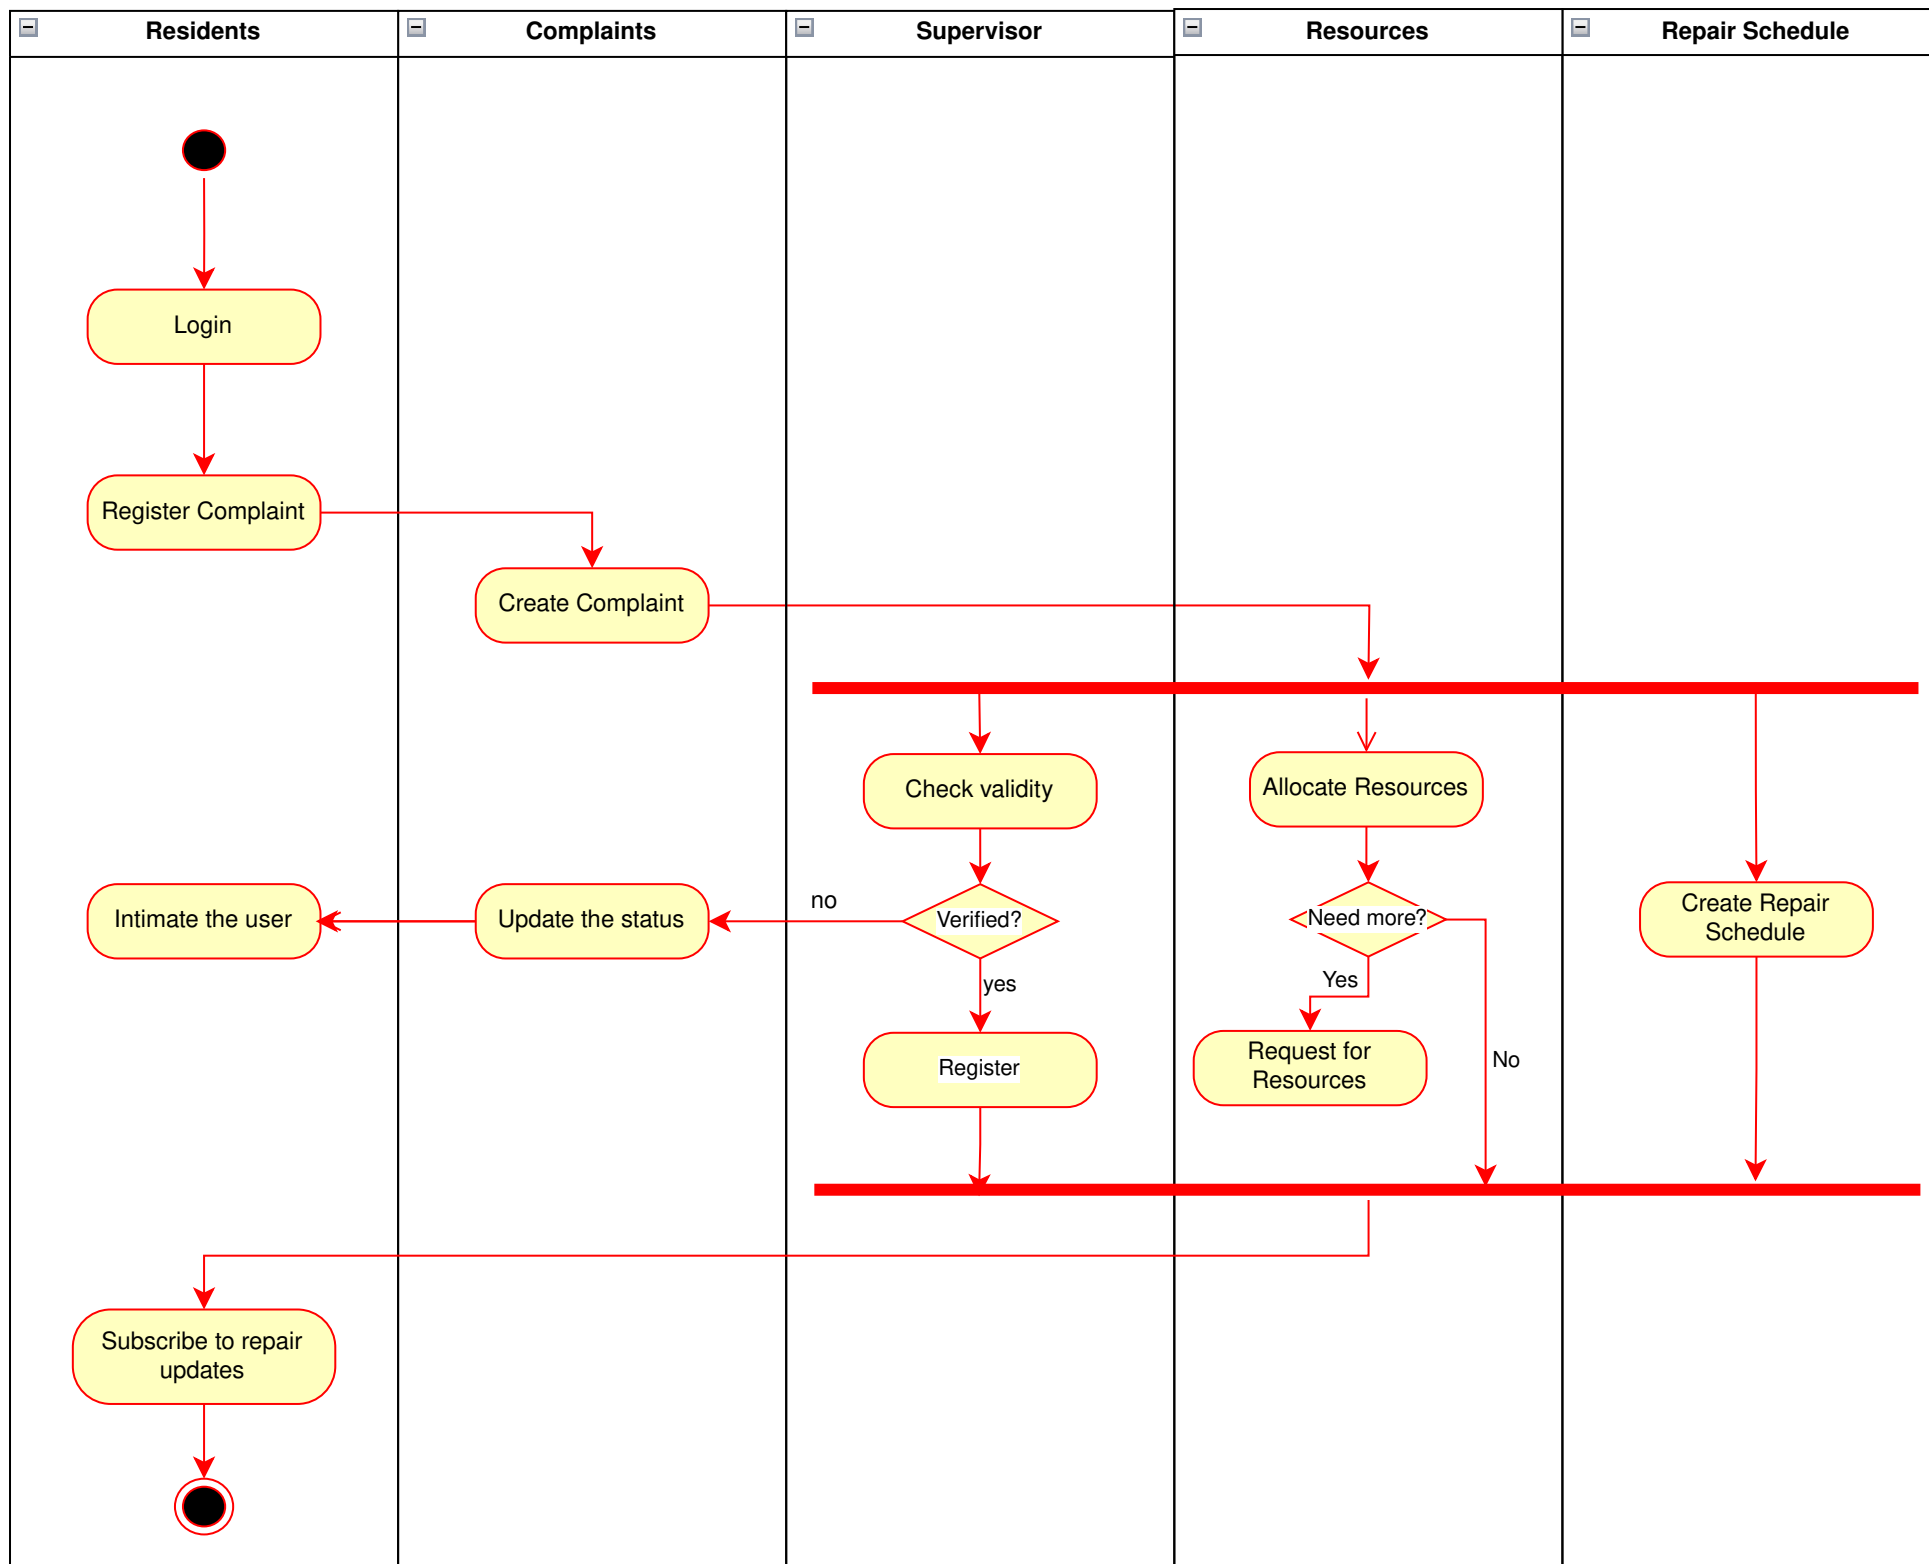 Residents
Complaints
Supervisor
Resources
Repair Schedule
Login
Register Complaint
Create Complaint
Check validity
Allocate Resources
Intimate the user
Update the status
no
Verified?
Need more?
Create Repair
Schedule
yes
Yes
Register
Request for
Resources
No
Subscribe to repair
updates